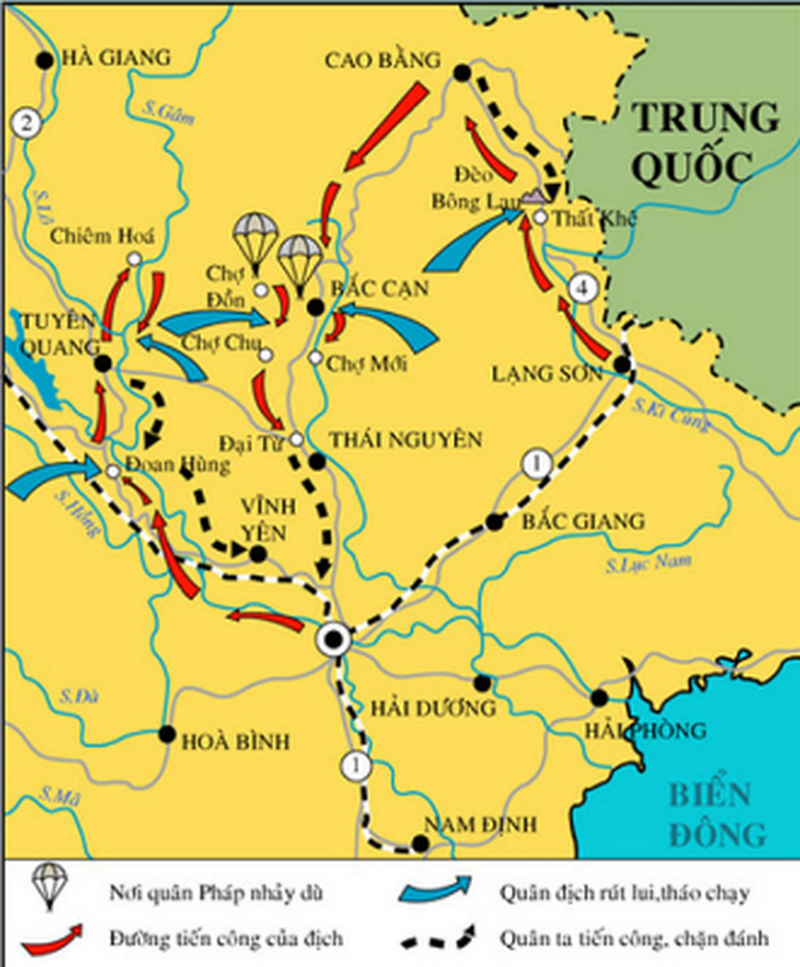 HÀ GIANG
CAO BẰNG
2
S.Gâm
TRUNG
QUỐC
S.Lô
Đèo
Bông Lau
Thất Khê
Chiêm Hoá
Chợ
Đồn
BẮC CẠN
4
TUYÊN
QUANG
Chợ Chu
Chợ Mới
LẠNG SƠN
S.Kì Cùng
Đại Từ
THÁI NGUYÊN
Đoan Hùng
1
S.Hồng
VĨNH
YÊN
BẮC GIANG
S.Lục Nam
S.Đà
HẢI DƯƠNG
HẢI PHÒNG
HOÀ BÌNH
1
S.Mã
BIỂN
ĐÔNG
NAM ĐỊNH
Nơi quân Pháp nhảy dù
Quân địch rút lui,tháo chạy
Đường tiến công của địch
Quân ta tiến công, chặn đánh